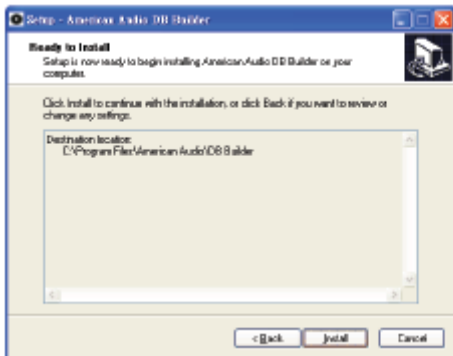 Setup - American Audio DB Builder
Ready to Install
Setup is now ready to begin installing American Audio DB Builder on your
computer.
Click Install to continue with the installation, or click Back if you want to review or
change any settings.
Destination location:
C:\Program Files\American Audio\DB Builder
< Back
Install
Cancel